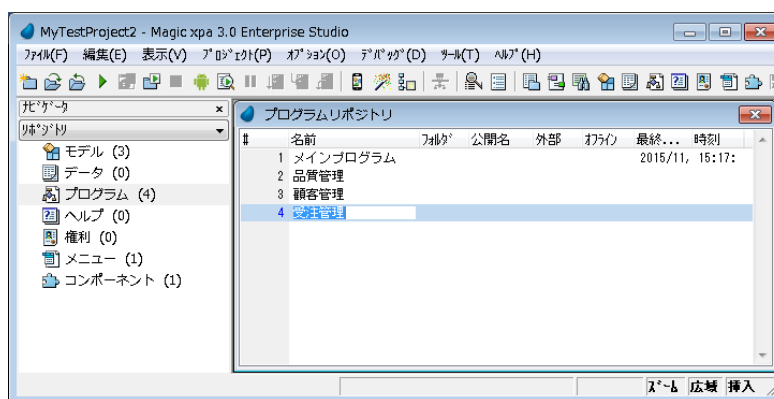 MyTestProject2 - Magic xpa 3.0 Enterprise Studio
ﾌｧｲﾙ(F) 編集(E) 表示(V) ﾌﾟﾛｼﾞｪｸﾄ(P) ｵﾌﾟｼｮﾝ(O) ﾃﾞﾊﾞｯｸﾞ(D) ﾂｰﾙ(T) ﾍﾙﾌﾟ(H)
ﾅﾋﾞｹﾞｰﾀ
ﾘﾎﾟｼﾞﾄﾘ
モデル (3)
データ (0)
プログラム (4)
ヘルプ (0)
権利 (0)
メニュー (1)
コンポーネント (1)
プログラムリポジトリ
# 名前 ﾌｫﾙﾀﾞ 公開名 外部 ｵﾌﾗｲﾝ 最終... 時刻
1 メインプログラム 2015/11, 15:17:
2 品質管理
3 顧客管理
4 受注管理
ｽﾞｰﾑ 広域 挿入